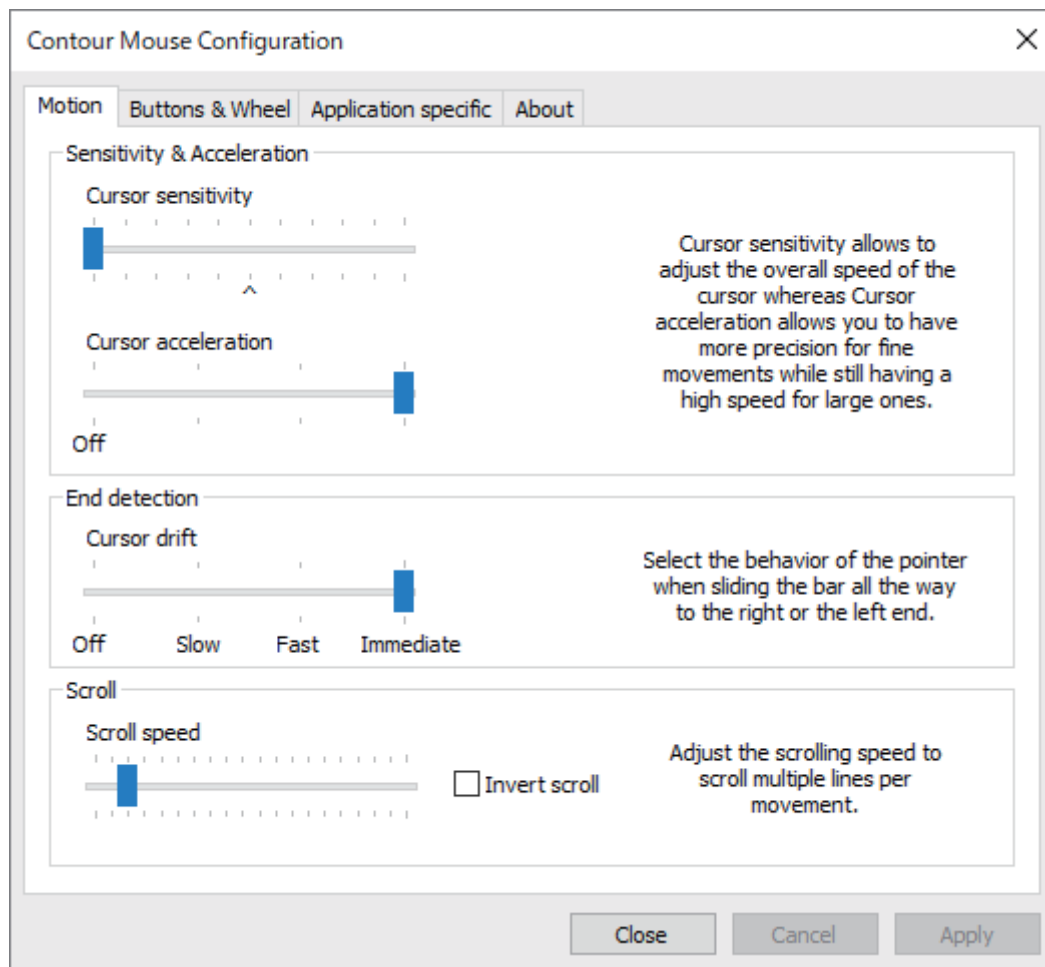 Contour Mouse Configuration
Motion
Buttons & Wheel
Application specific
About
Sensitivity & Acceleration
Cursor sensitivity
^
Cursor sensitivity allows to
adjust the overall speed of the
cursor whereas Cursor
acceleration allows you to have
more precision for fine
movements while still having a
high speed for large ones.
Cursor acceleration
Off
End detection
Cursor drift
Off Slow Fast Immediate
Select the behavior of the pointer
when sliding the bar all the way
to the right or the left end.
Scroll
Scroll speed
Invert scroll
Adjust the scrolling speed to
scroll multiple lines per
movement.
Close
Cancel
Apply